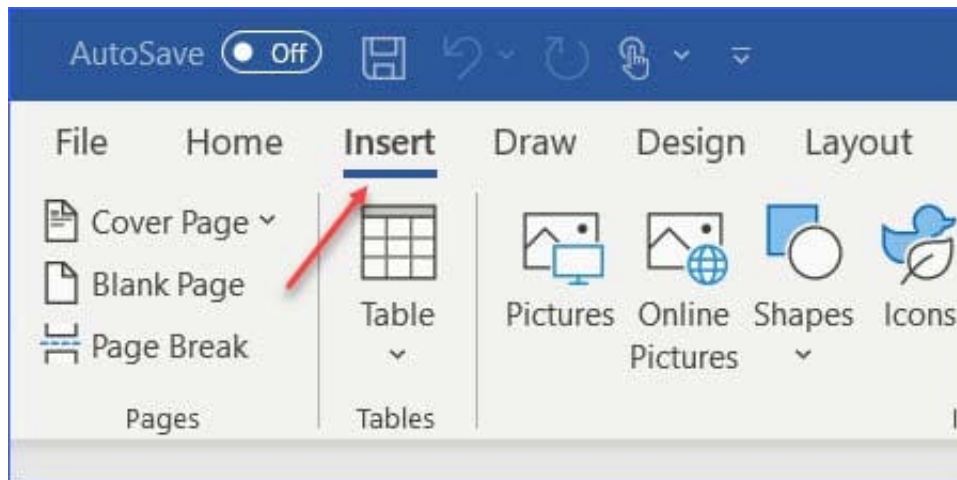 AutoSave Off
File Home Insert Draw Design Layout
Cover Page
Blank Page
Page Break
Pages
Table
Tables
Pictures
Online
Pictures
Shapes
Icons